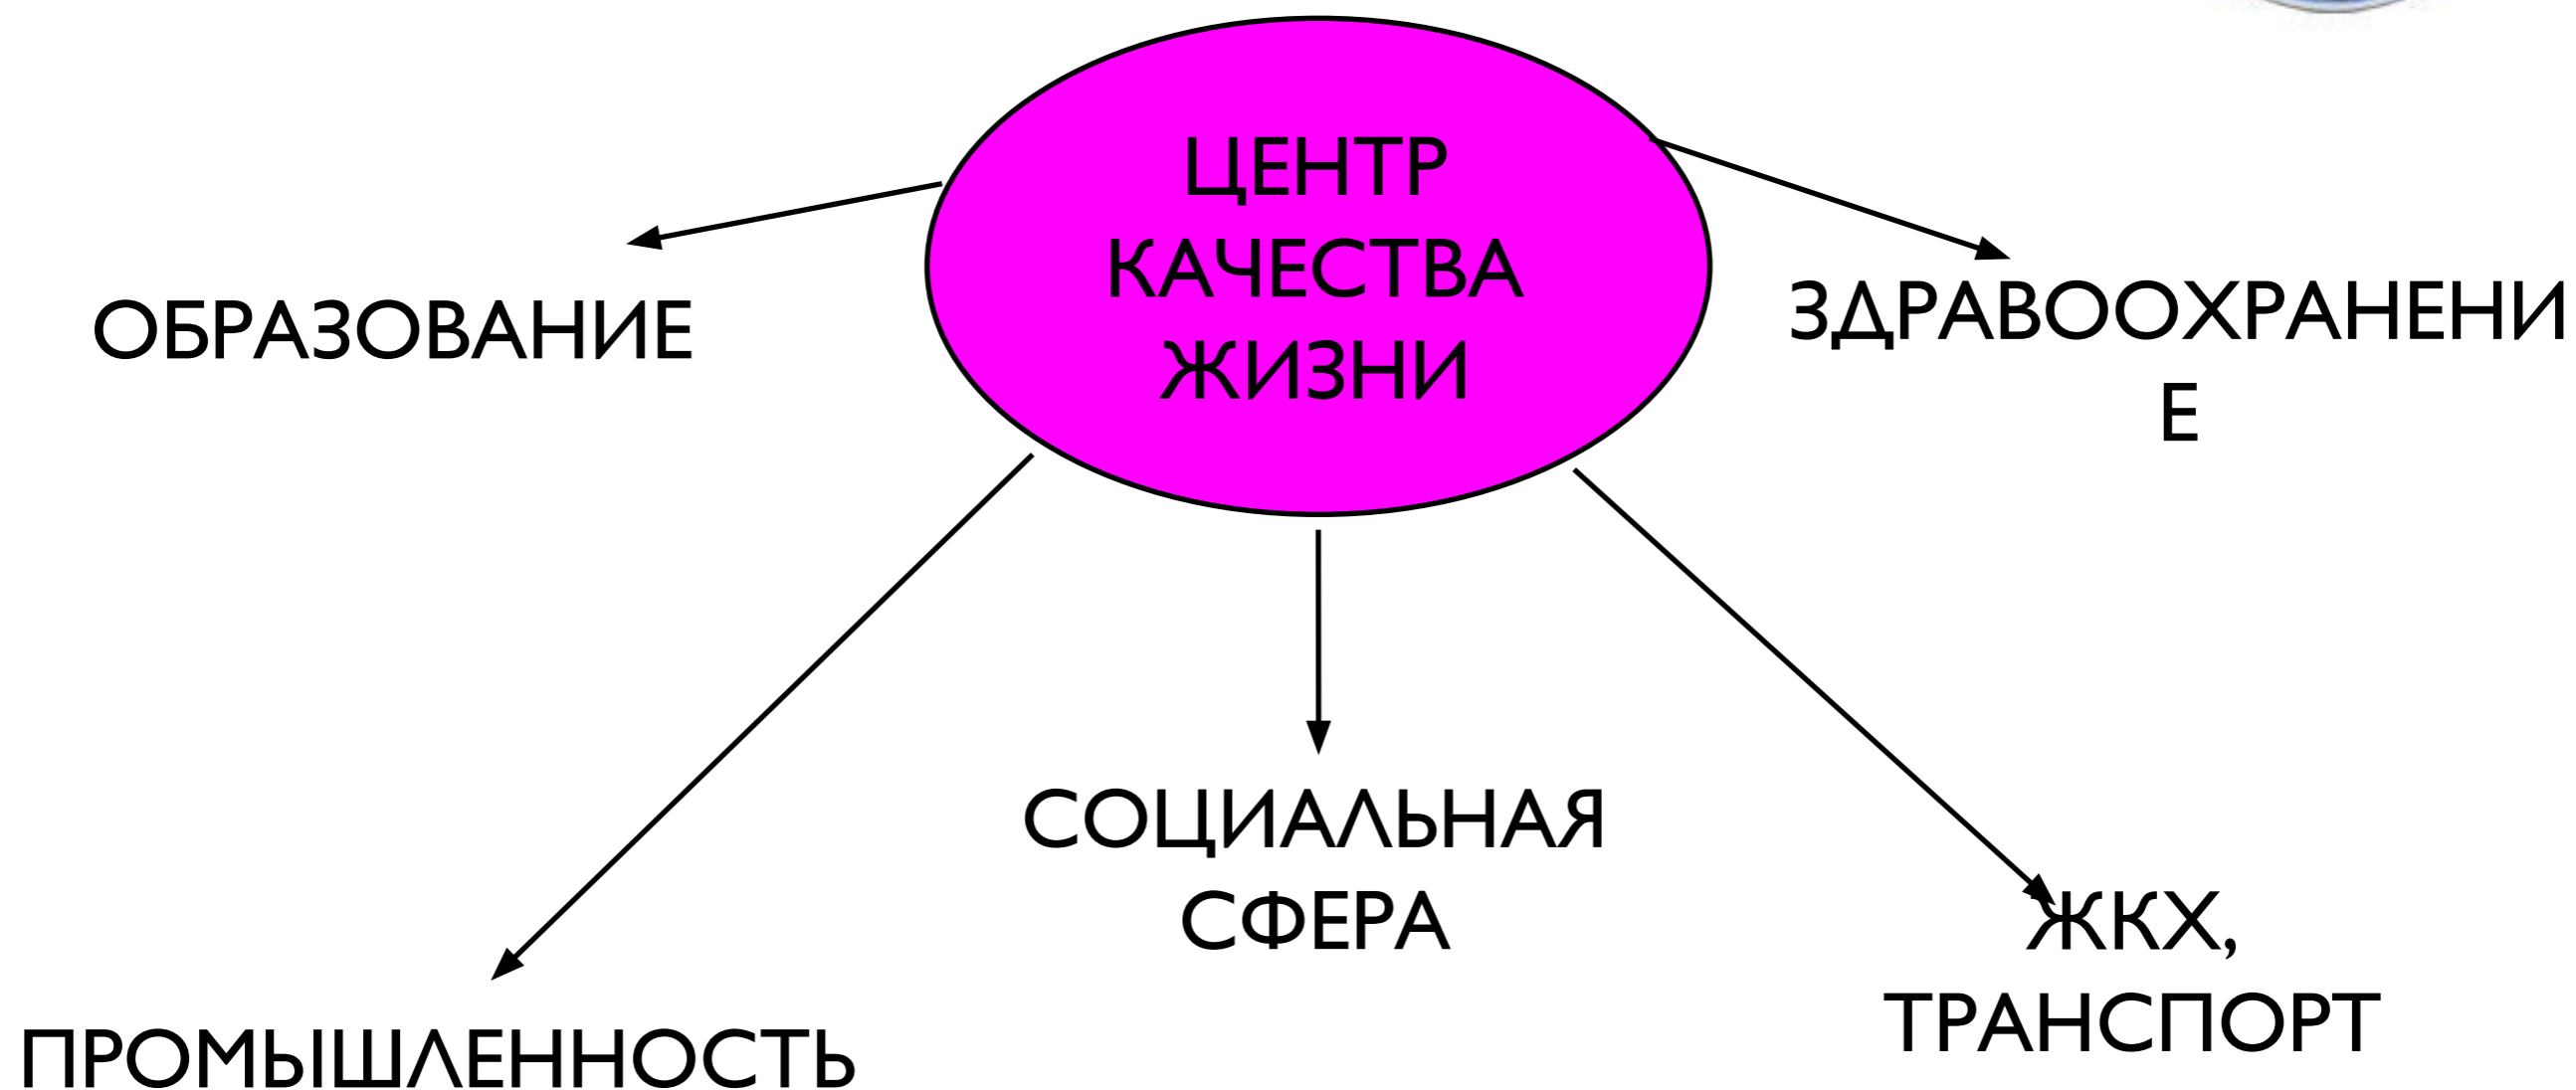 ЦЕНТР
КАЧЕСТВА
ЖИЗНИ
ОБРАЗОВАНИЕ
ЗДРАВООХРАНЕНИ
Е
СОЦИАЛЬНАЯ
СФЕРА
ЖКХ,
ТРАНСПОРТ
ПРОМЫШЛЕННОСТЬ